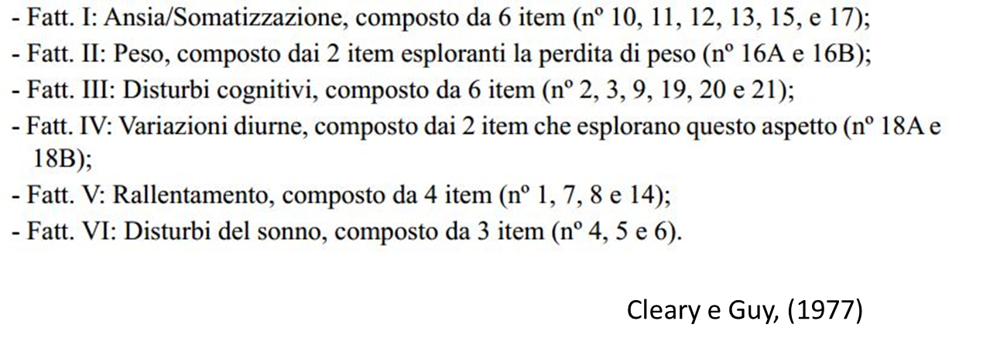 - Fatt. I: Ansia/Somatizzazione, composto da 6 item (nº 10, 11, 12, 13, 15, e 17);
- Fatt. II: Peso, composto dai 2 item esploranti la perdita di peso (nº 16A e 16B);
- Fatt. III: Disturbi cognitivi, composto da 6 item (nº 2, 3, 9, 19, 20 e 21);
- Fatt. IV: Variazioni diurne, composto dai 2 item che esplorano questo aspetto (nº 18A e
18B);
- Fatt. V: Rallentamento, composto da 4 item (nº 1, 7, 8 e 14);
- Fatt. VI: Disturbi del sonno, composto da 3 item (nº 4, 5 e 6).
Cleary e Guy, (1977)